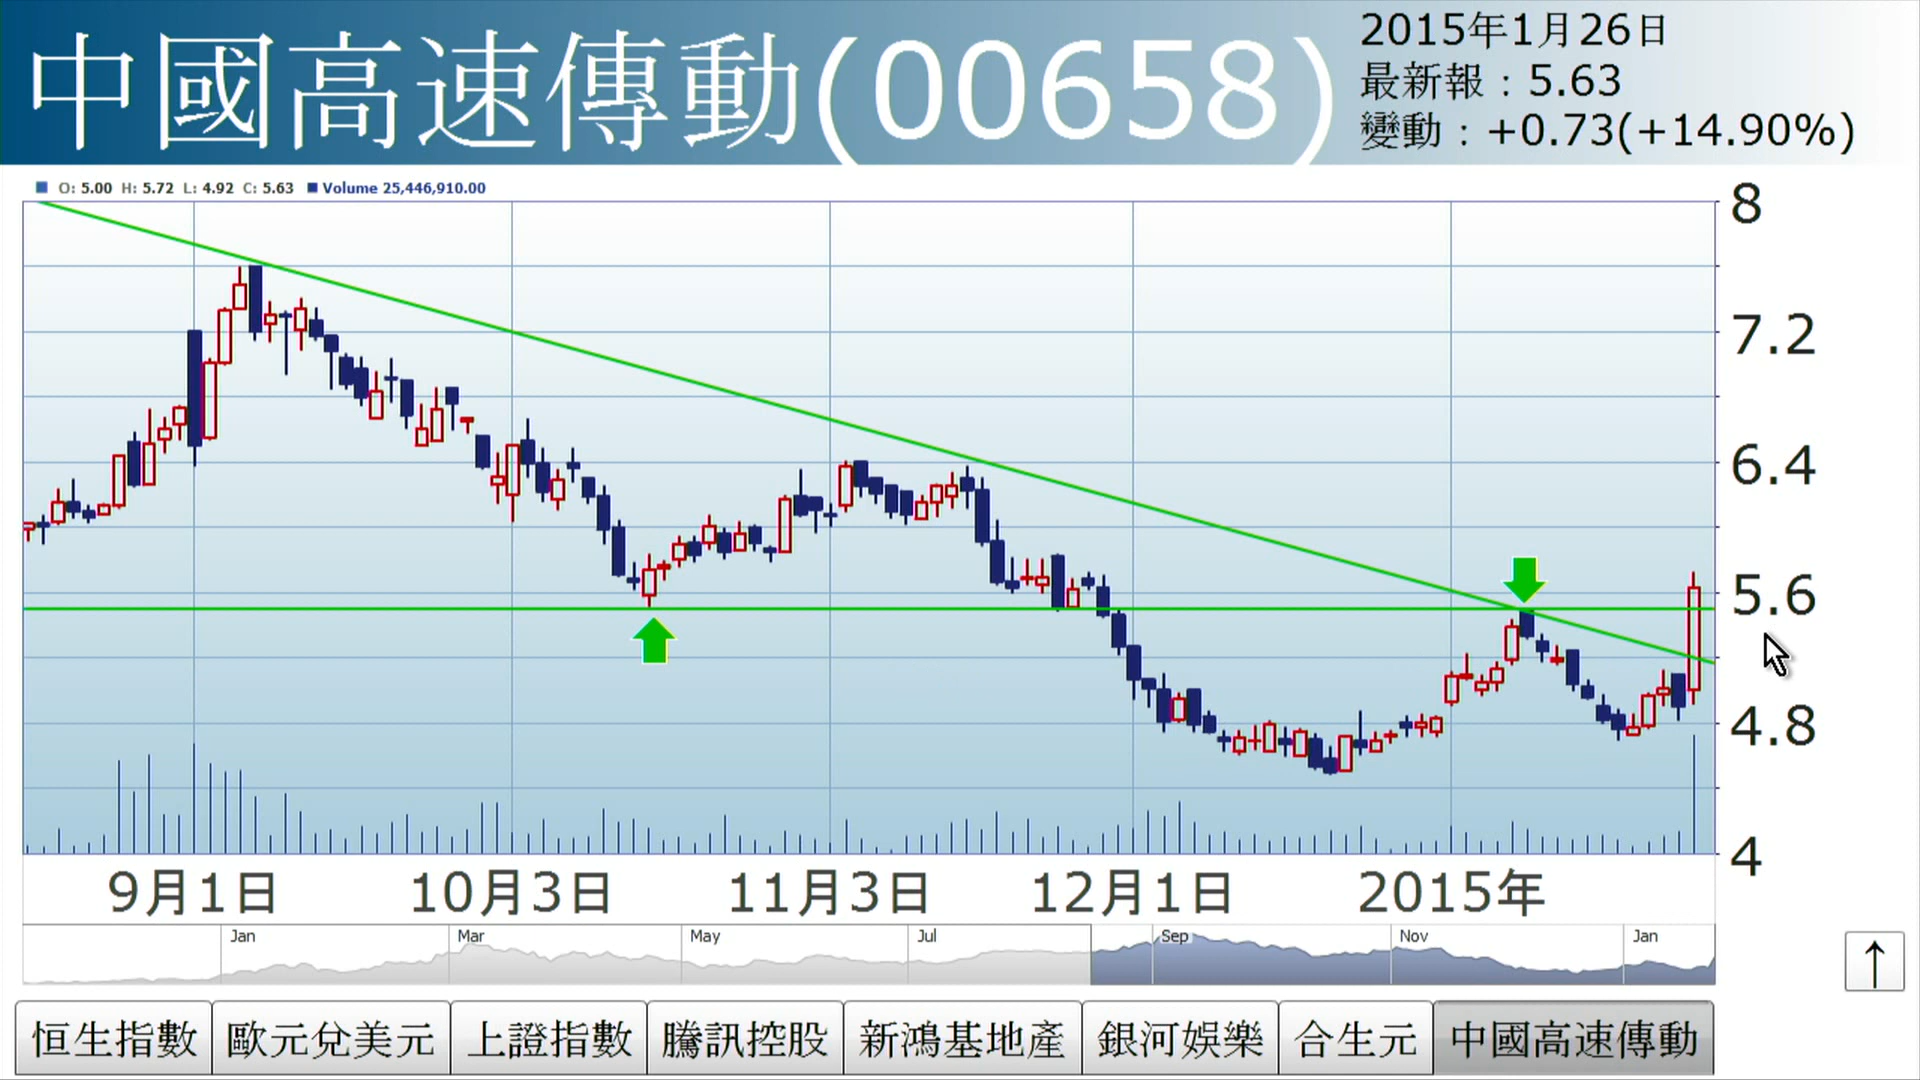 中國高速傳動(00658)
2015年1月26日
最新報：5.63
變動：+0.73(+14.90%)
O: 5.00 H: 5.72 L: 4.92 C: 5.63 Volume 25,446,910.00
8
7.2
6.4
5.6
4.8
4
9月1日 10月3日 11月3日 12月1日 2015年
Jan Mar May Jul Sep Nov Jan
↑
恒生指數 歐元兌美元 上證指數 騰訊控股 新鴻基地產 銀河娛樂 合生元 中國高速傳動